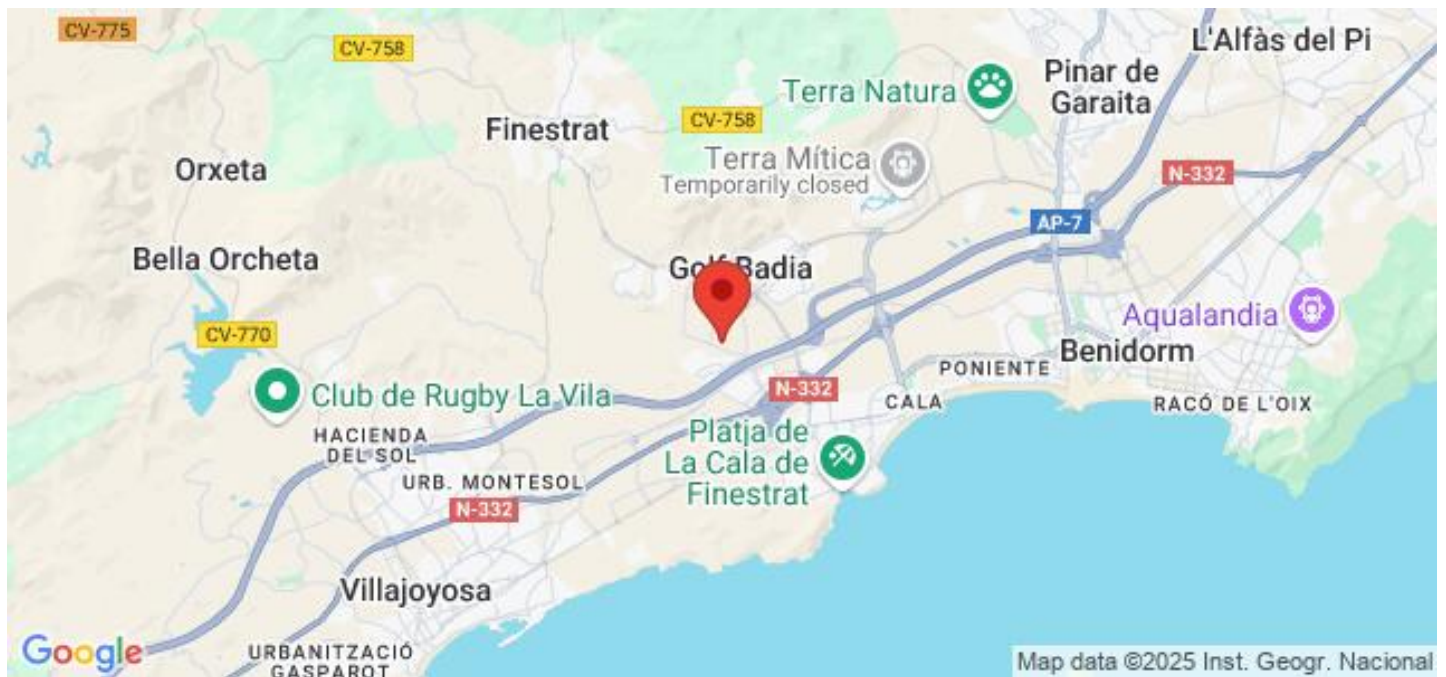 CV-775
CV-758
L'Alfàs del Pi
Pinar de
Garaita
Terra Natura
Finestrat
CV-758
Terra Mítica
Temporarily closed
Orxeta
N-332
AP-7
Bella Orcheta
Golf Badia
Aqualandia
CV-770
Benidorm
PONIENTE
N-332
Club de Rugby La Vila
CALA
RACÓ DE L'OIX
HACIENDA
DEL SOL
Platja de
La Cala de
Finestrat
URB. MONTESOL
N-332
Villajoyosa
Google
URBANITZACIÓ
GASPAROT
Map data ©2025 Inst. Geogr. Nacional